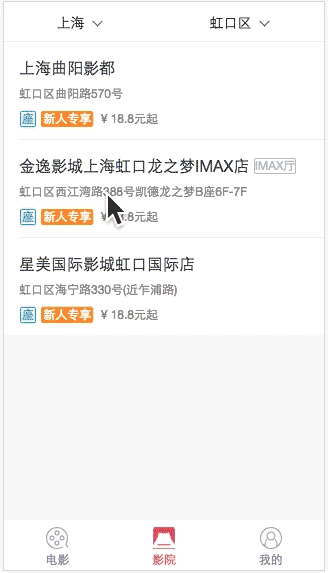 上海 虹口区
上海曲阳影都
虹口区曲阳路570号
座 新人专享 ¥ 18.8元起
金逸影城上海虹口龙之梦IMAX店 IMAX厅
虹口区西江湾路388号凯德龙之梦B座6F-7F
座 新人专享 8元起
星美国际影城虹口国际店
虹口区海宁路330号(近乍浦路)
座 新人专享 ¥ 18.8元起
电影 影院 我的